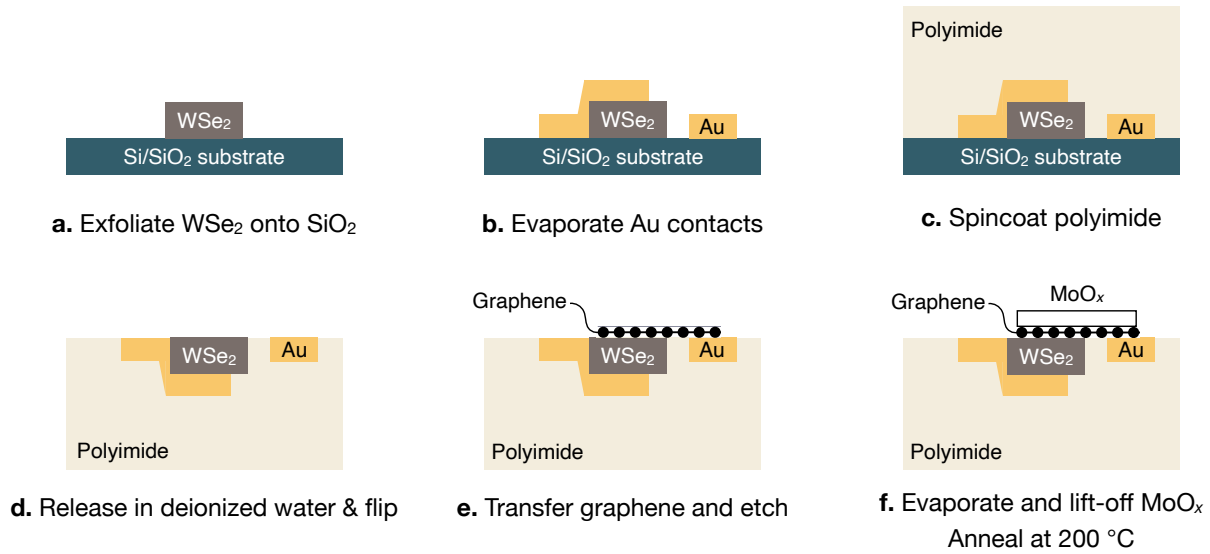 WSe₂
Si/SiO₂ substrate
a. Exfoliate WSe₂ onto SiO₂
WSe₂
Au
Si/SiO₂ substrate
b. Evaporate Au contacts
Polyimide
WSe₂
Au
Si/SiO₂ substrate
c. Spincoat polyimide
WSe₂
Au
Polyimide
d. Release in deionized water & flip
Graphene
WSe₂
Au
Polyimide
e. Transfer graphene and etch
MoOₓ
Graphene
WSe₂
Au
Polyimide
f. Evaporate and lift-off MoOₓ
Anneal at 200 °C